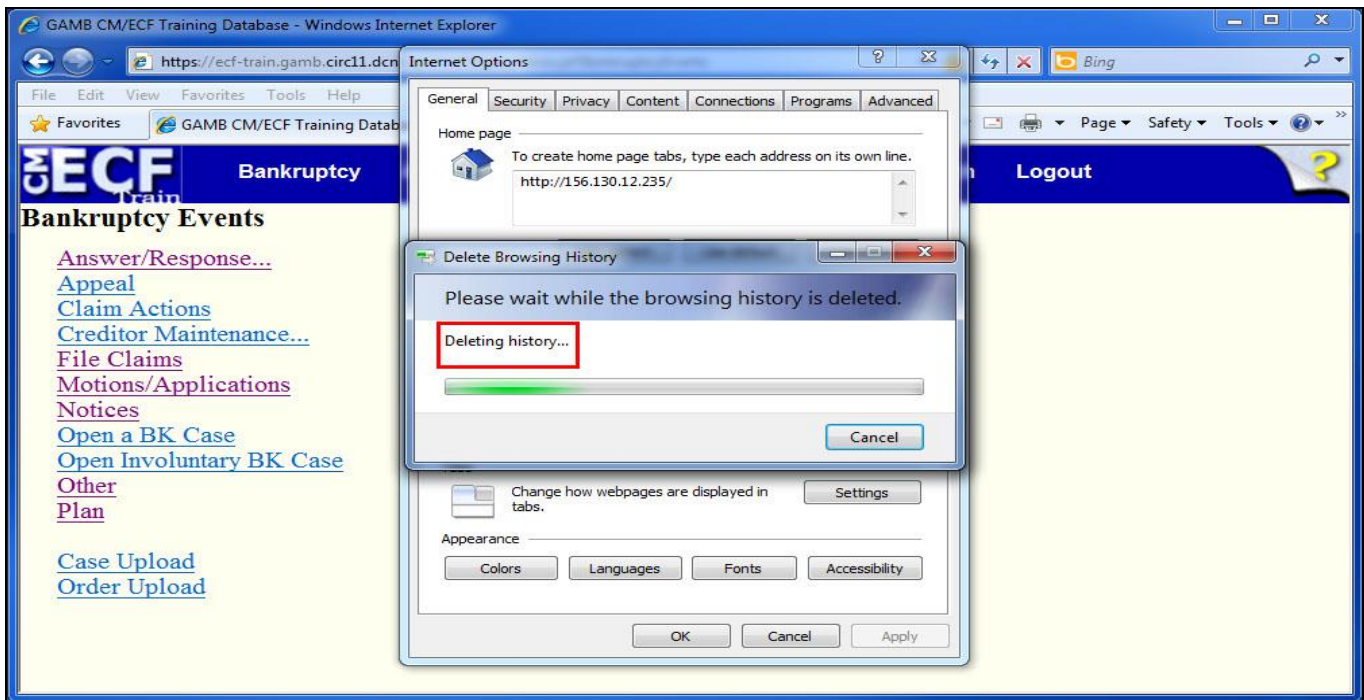 GAMB CM/ECF Training Database - Windows Internet Explorer
https://ecf-train.gamb.circ11.dcn
Bing
File Edit View Favorites Tools Help
Favorites GAMB CM/ECF Training Datab
Page Safety Tools
CM ECF Train Bankruptcy Logout
Bankruptcy Events
Answer/Response...
Appeal
Claim Actions
Creditor Maintenance...
File Claims
Motions/Applications
Notices
Open a BK Case
Open Involuntary BK Case
Other
Plan
Case Upload
Order Upload
Internet Options
General Security Privacy Content Connections Programs Advanced
Home page
To create home page tabs, type each address on its own line.
http://156.130.12.235/
Delete Browsing History
Please wait while the browsing history is deleted.
Deleting history...
Cancel
Change how webpages are displayed in
tabs.
Settings
Appearance
Colors Languages Fonts Accessibility
OK Cancel Apply